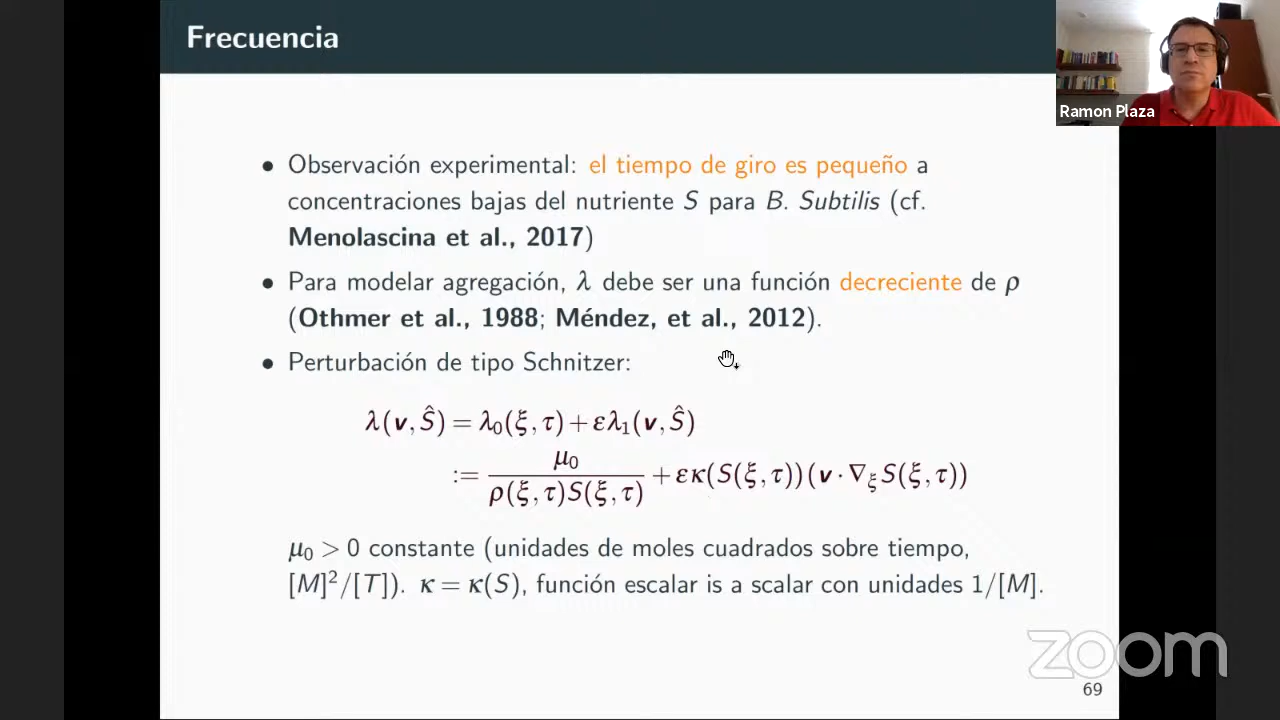 Frecuencia
Ramon Plaza
• Observación experimental: el tiempo de giro es pequeño a
concentraciones bajas del nutriente S para B. Subtilis (cf.
Menolascina et al., 2017)
• Para modelar agregación, λ debe ser una función decreciente de ρ
(Othmer et al., 1988; Méndez, et al., 2012).
• Perturbación de tipo Schnitzer:
λ(v, Ŝ) = λ₀(ξ, τ) + ελ₁(v, Ŝ)
:= μ₀ / ρ(ξ, τ)S(ξ, τ) + εκ(S(ξ, τ))(v · ∇_ξ S(ξ, τ))
μ₀ > 0 constante (unidades de moles cuadrados sobre tiempo,
[M]²/[T]). κ = κ(S), función escalar is a scalar con unidades 1/[M].
zoom
69